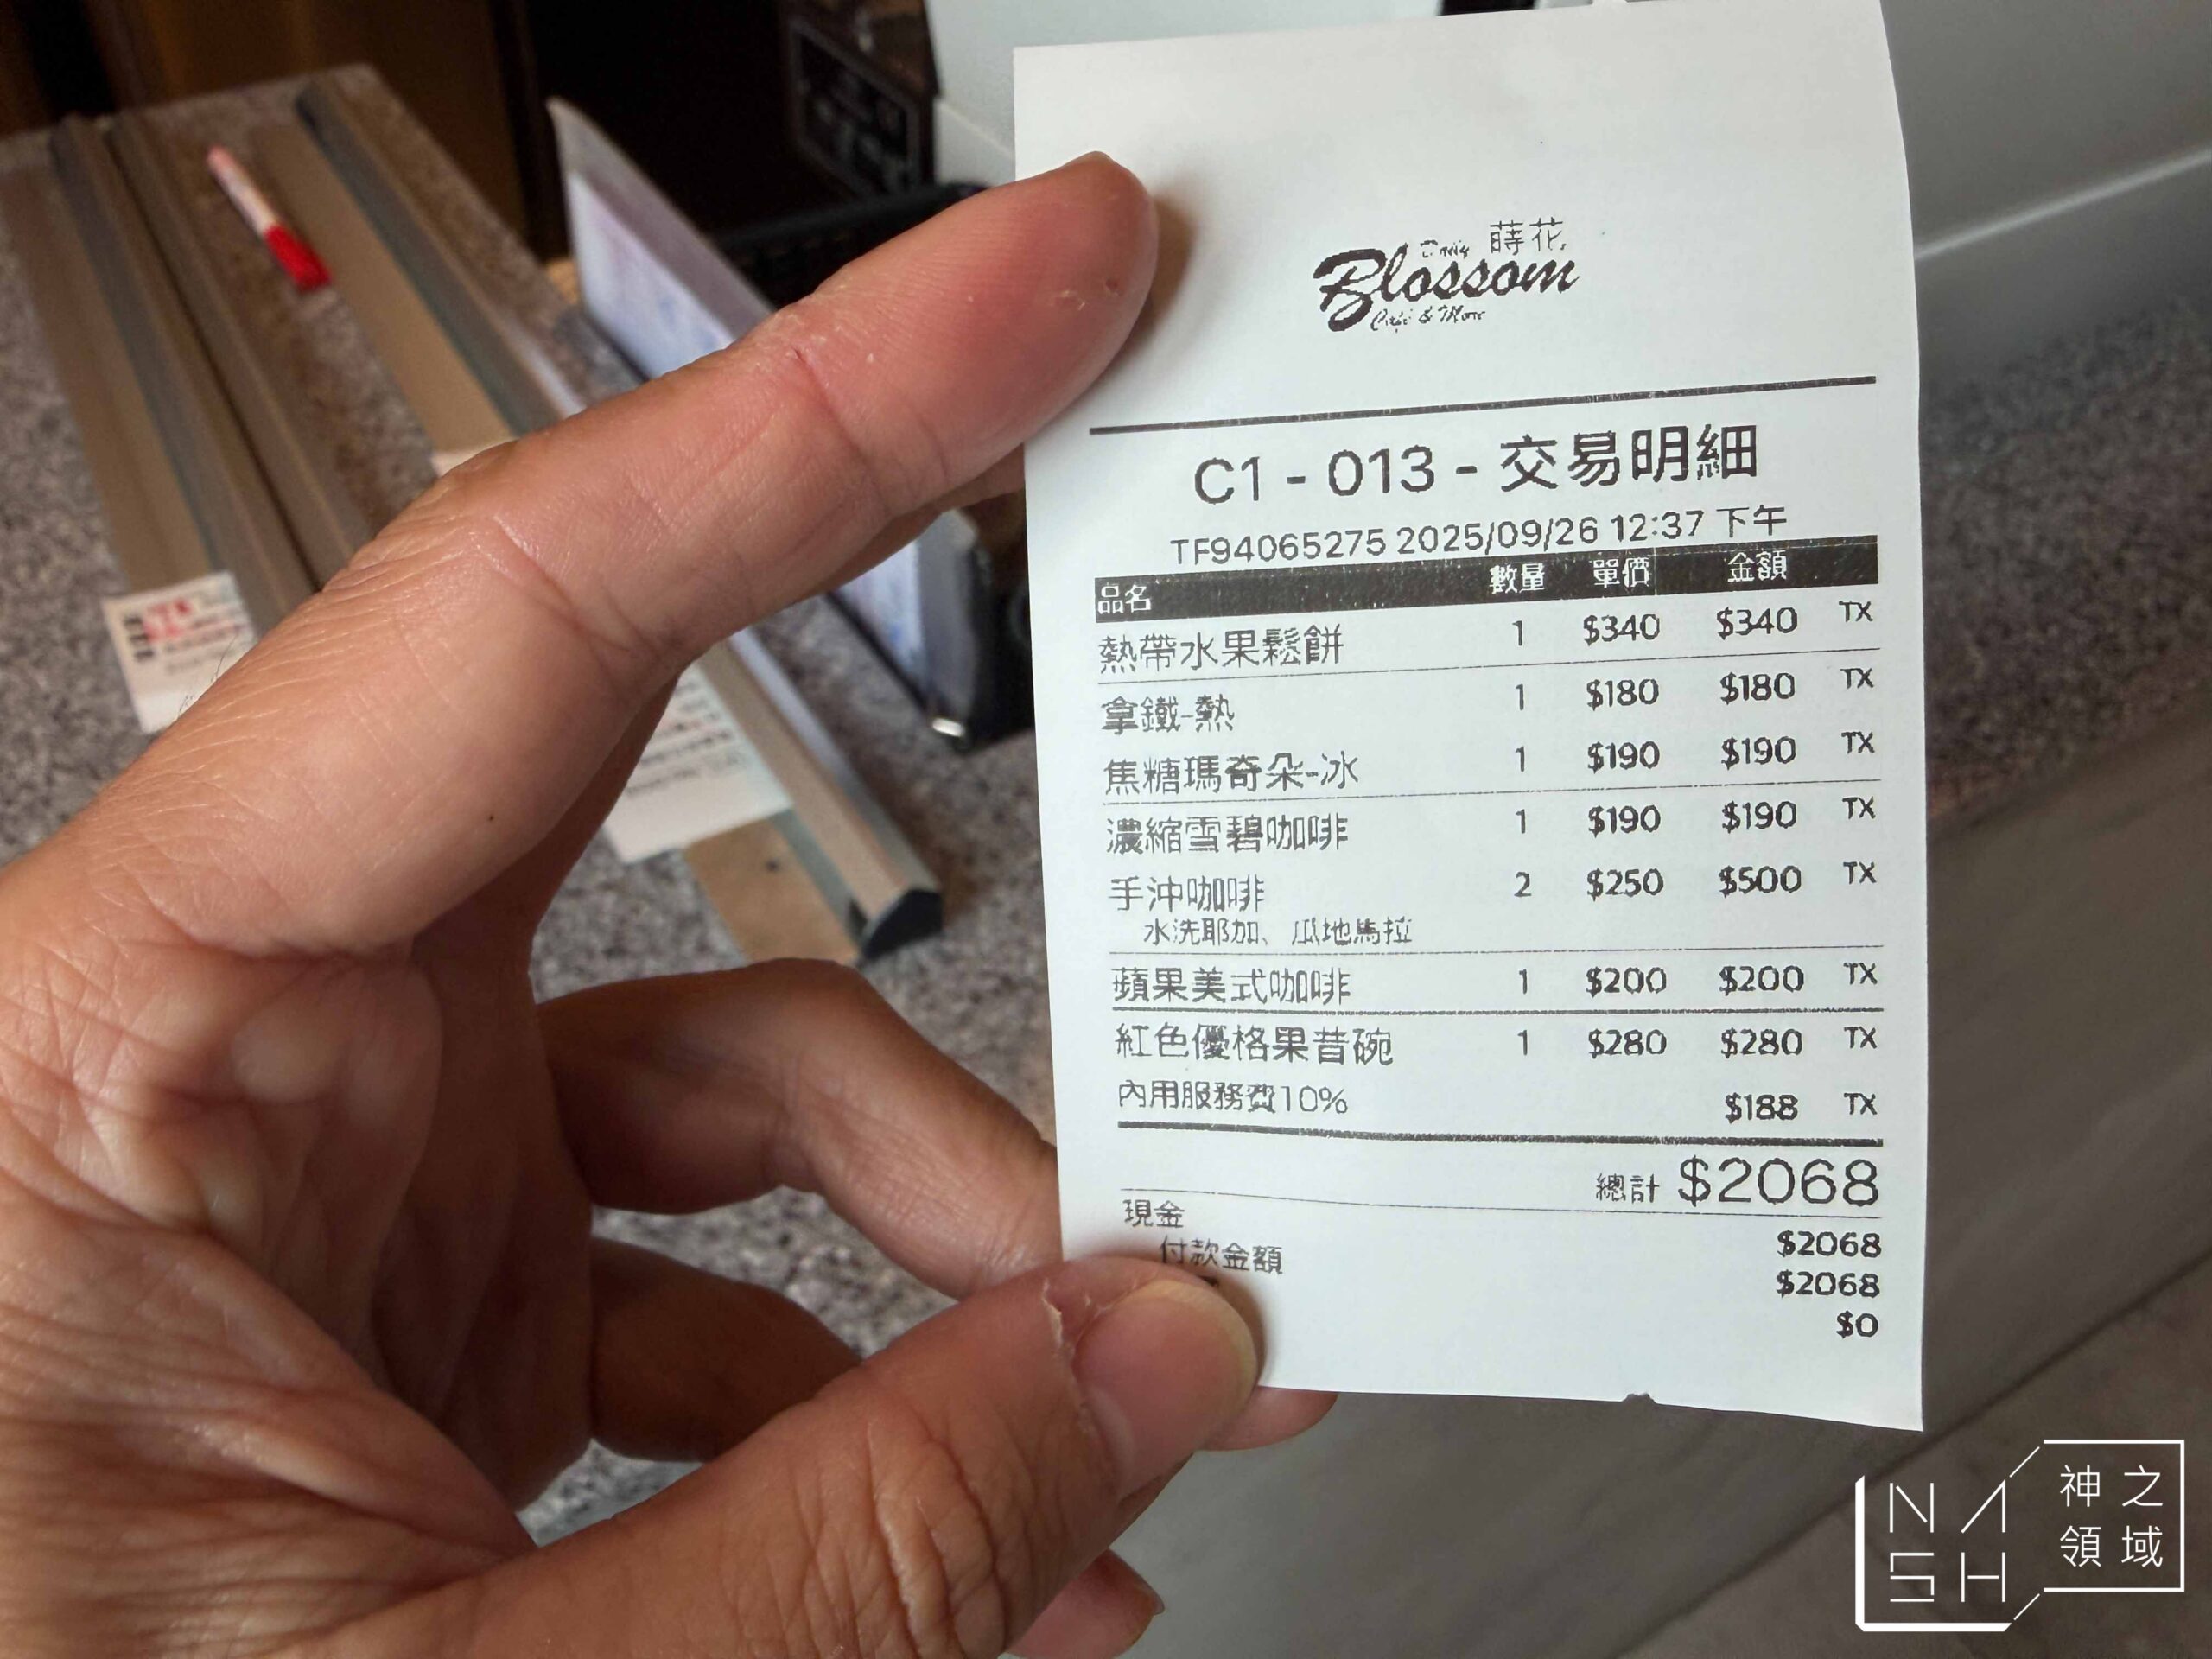 Daily 蒔花
Blossom
Café & More
C1 - 013 - 交易明細
TF94065275 2025/09/26 12:37 下午
品名 數量 單價 金額
熱帶水果鬆餅 1 $340 $340 TX
拿鐵-熱 1 $180 $180 TX
焦糖瑪奇朵-冰 1 $190 $190 TX
濃縮雪碧咖啡 1 $190 $190 TX
手沖咖啡 2 $250 $500 TX
水洗耶加、瓜地馬拉
蘋果美式咖啡 1 $200 $200 TX
紅色優格果昔碗 1 $280 $280 TX
內用服務費10% $188 TX
總計 $2068
現金 $2068
付款金額 $2068
$0
NASH
神之
領域